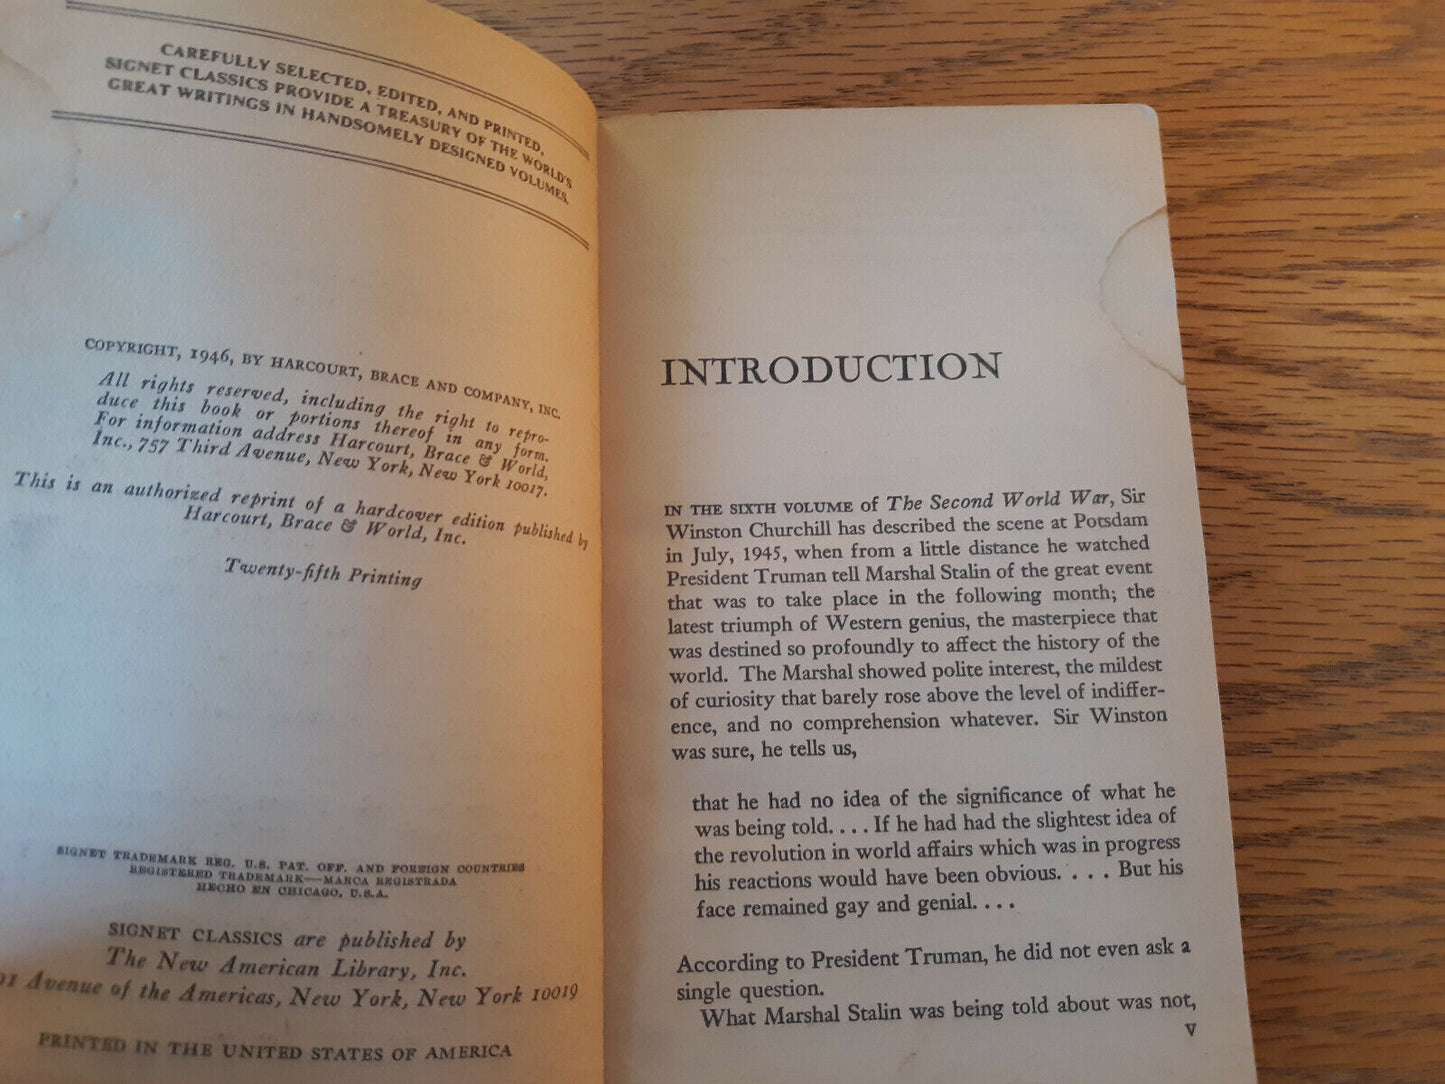 CAREFULLY SELECTED, EDITED, AND PRINTED,
SIGNET CLASSICS PROVIDE A TREASURY OF THE WORLD'S
GREAT WRITINGS IN HANDSOMELY DESIGNED VOLUMES.
COPYRIGHT, 1946, BY HARCOURT, BRACE AND COMPANY, INC.
All rights reserved, including the right to repro-
duce this book or portions thereof in any form.
For information address Harcourt, Brace & World,
Inc., 757 Third Avenue, New York, New York 10017.
This is an authorized reprint of a hardcover edition published by
Harcourt, Brace & World, Inc.
Twenty-fifth Printing
SIGNET TRADEMARK REG. U.S. PAT. OFF. AND FOREIGN COUNTRIES
REGISTERED TRADEMARK—MARCA REGISTRADA
HECHO EN CHICAGO, U.S.A.
SIGNET CLASSICS are published by
The New American Library, Inc.
01 Avenue of the Americas, New York, New York 10019
PRINTED IN THE UNITED STATES OF AMERICA
INTRODUCTION
IN THE SIXTH VOLUME of The Second World War, Sir
Winston Churchill has described the scene at Potsdam
in July, 1945, when from a little distance he watched
President Truman tell Marshal Stalin of the great event
that was to take place in the following month; the
latest triumph of Western genius, the masterpiece that
was destined so profoundly to affect the history of the
world. The Marshal showed polite interest, the mildest
of curiosity that barely rose above the level of indiffer-
ence, and no comprehension whatever. Sir Winston
was sure, he tells us,
that he had no idea of the significance of what he
was being told. . . . If he had had the slightest idea of
the revolution in world affairs which was in progress
his reactions would have been obvious. . . . But his
face remained gay and genial. . . .
According to President Truman, he did not even ask a
single question.
What Marshal Stalin was being told about was not,
v